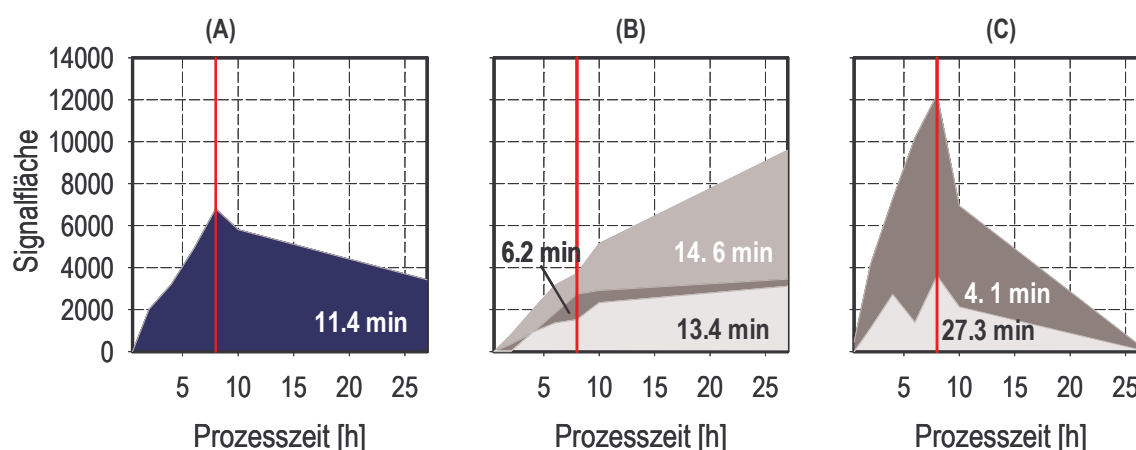 (A)
(B)
(C)
Signalfläche
14000
12000
10000
8000
6000
4000
2000
0
11.4 min
6.2 min
14. 6 min
13.4 min
4. 1 min
27.3 min
5 10 15 20 25
5 10 15 20 25
5 10 15 20 25
Prozesszeit [h]
Prozesszeit [h]
Prozesszeit [h]